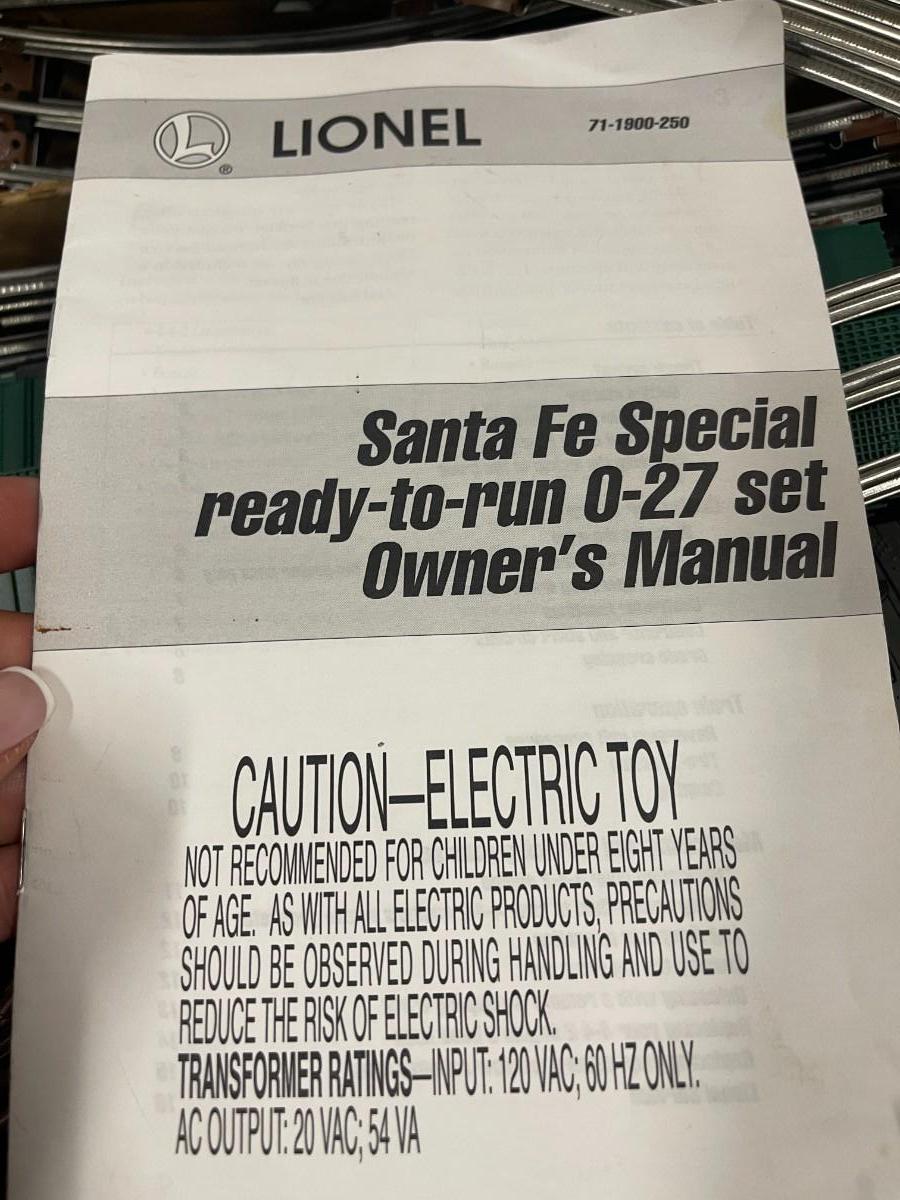 LIONEL
71-1900-250
Santa Fe Special
ready-to-run 0-27 set
Owner's Manual
CAUTION—ELECTRIC TOY
NOT RECOMMENDED FOR CHILDREN UNDER EIGHT YEARS
OF AGE. AS WITH ALL ELECTRIC PRODUCTS, PRECAUTIONS
SHOULD BE OBSERVED DURING HANDLING AND USE TO
REDUCE THE RISK OF ELECTRIC SHOCK.
TRANSFORMER RATINGS—INPUT: 120 VAC; 60 HZ ONLY.
AC OUTPUT: 20 VAC; 54 VA